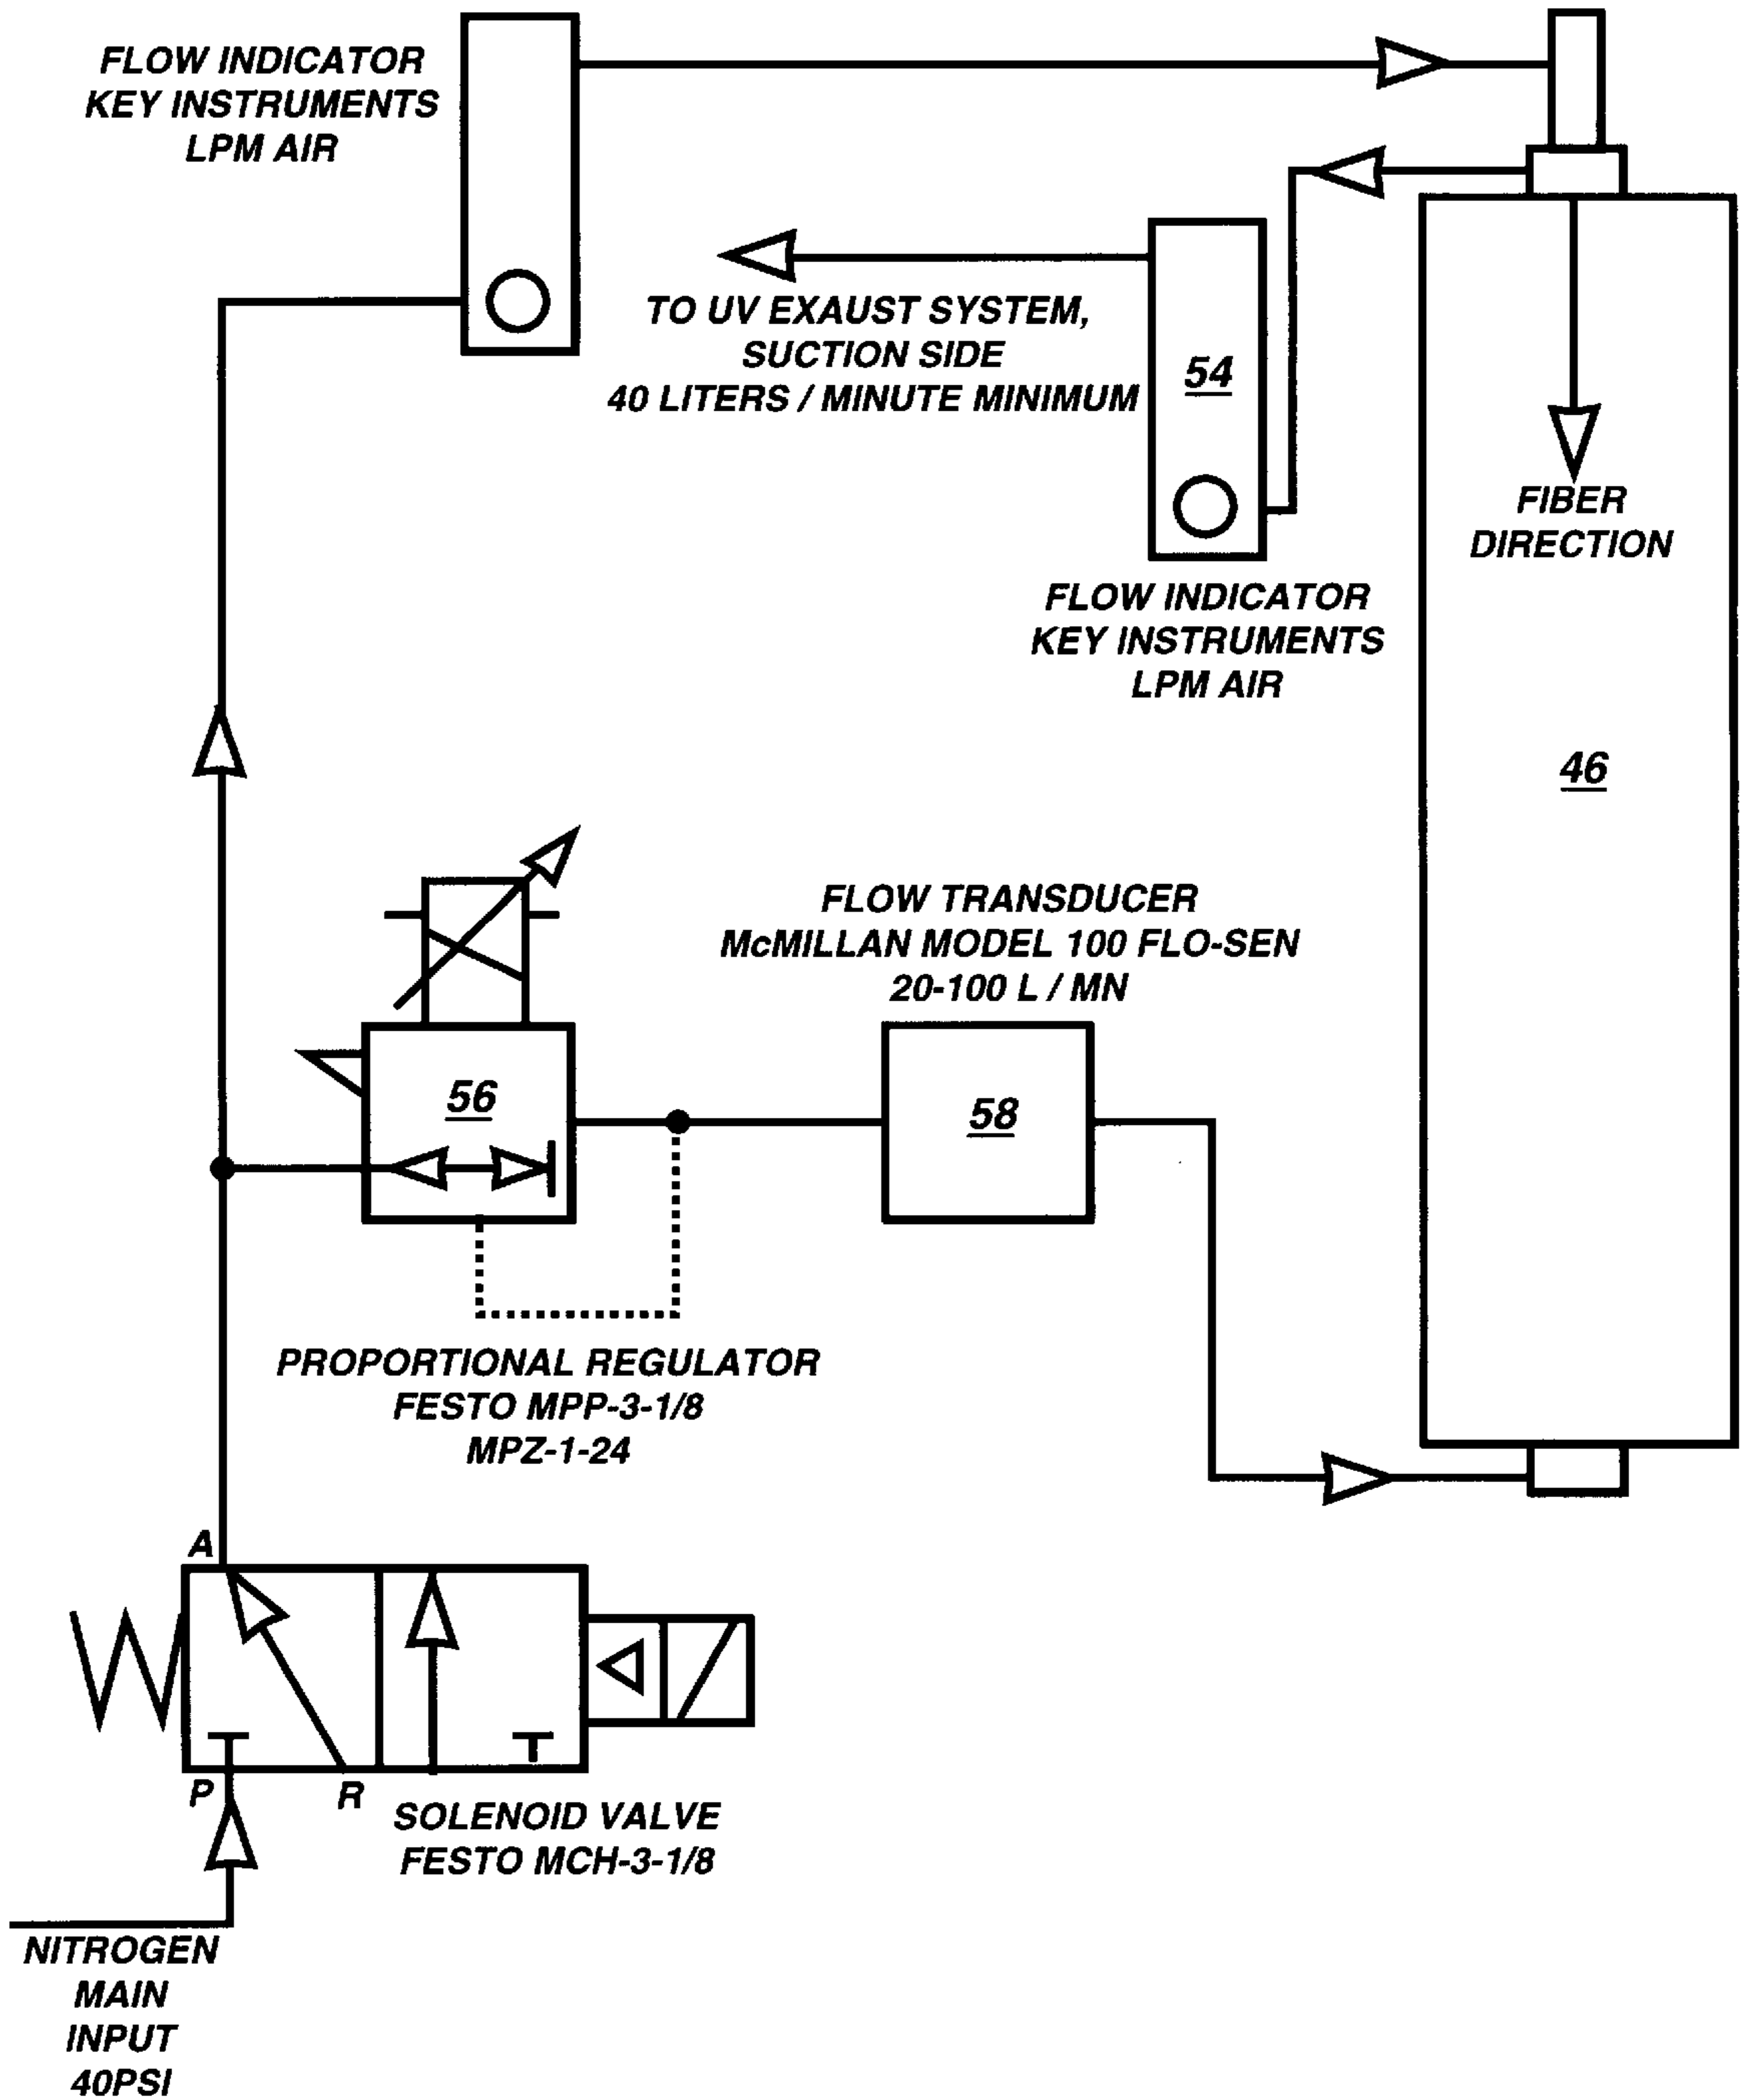 FLOW INDICATOR
KEY INSTRUMENTS
LPM AIR
TO UV EXAUST SYSTEM,
SUCTION SIDE
40 LITERS / MINUTE MINIMUM
54
FIBER
DIRECTION
FLOW INDICATOR
KEY INSTRUMENTS
LPM AIR
46
FLOW TRANSDUCER
McMILLAN MODEL 100 FLO-SEN
20-100 L / MN
56
58
PROPORTIONAL REGULATOR
FESTO MPP-3-1/8
MPZ-1-24
A
P
R
SOLENOID VALVE
FESTO MCH-3-1/8
NITROGEN
MAIN
INPUT
40PSI